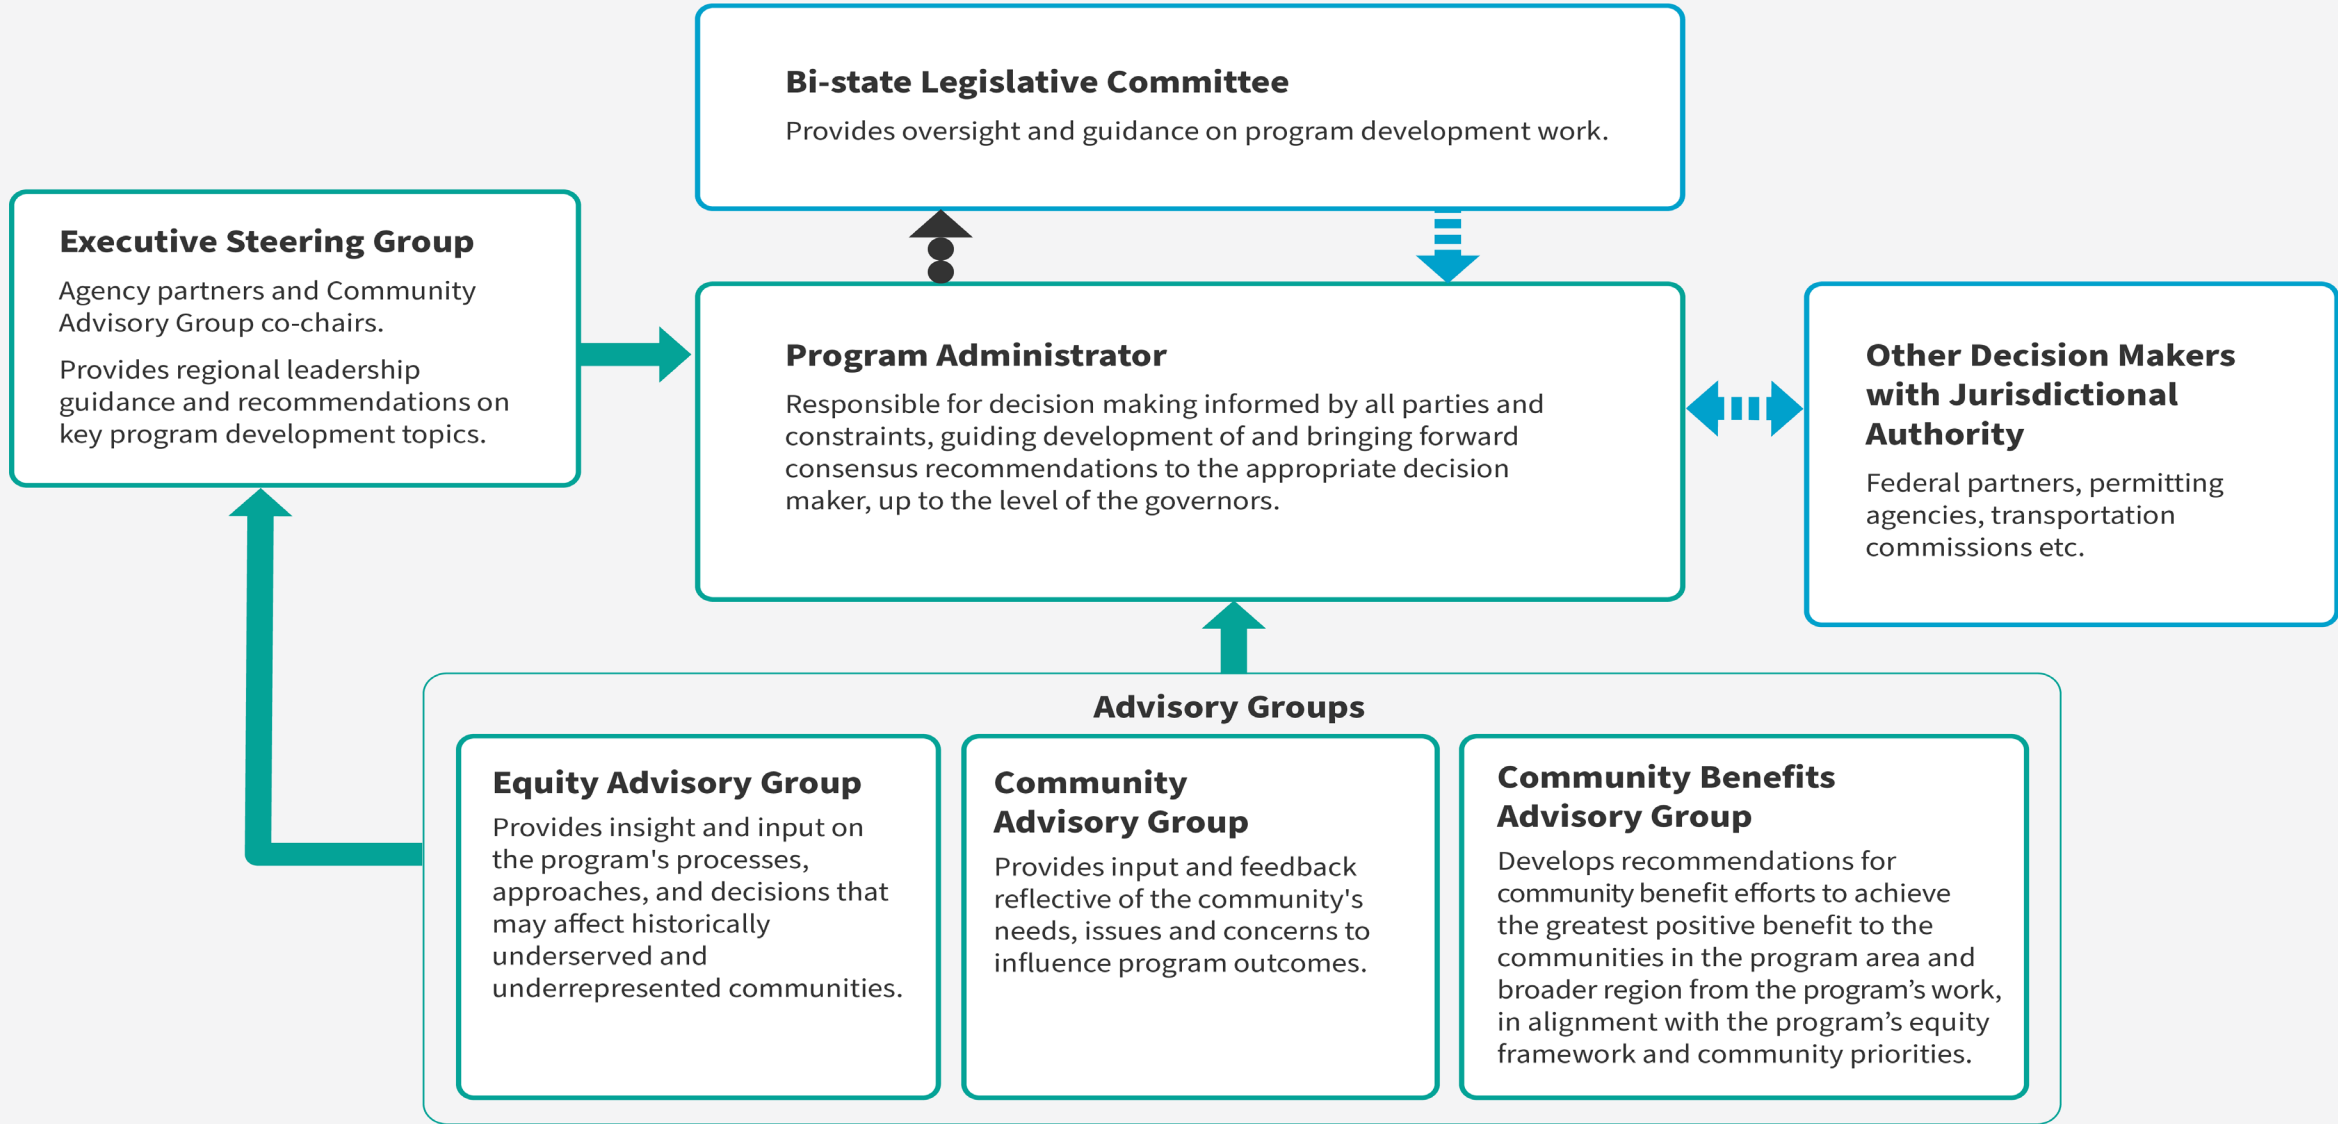 Bi-state Legislative Committee
Provides oversight and guidance on program development work.
Executive Steering Group
Agency partners and Community
Advisory Group co-chairs.
Provides regional leadership
guidance and recommendations on
key program development topics.
Program Administrator
Responsible for decision making informed by all parties and
constraints, guiding development of and bringing forward
consensus recommendations to the appropriate decision
maker, up to the level of the governors.
Other Decision Makers
with Jurisdictional
Authority
Federal partners, permitting
agencies, transportation
commissions etc.
Advisory Groups
Equity Advisory Group
Provides insight and input on
the program's processes,
approaches, and decisions that
may affect historically
underserved and
underrepresented communities.
Community
Advisory Group
Provides input and feedback
reflective of the community's
needs, issues and concerns to
influence program outcomes.
Community Benefits
Advisory Group
Develops recommendations for
community benefit efforts to achieve
the greatest positive benefit to the
communities in the program area and
broader region from the program’s work,
in alignment with the program’s equity
framework and community priorities.